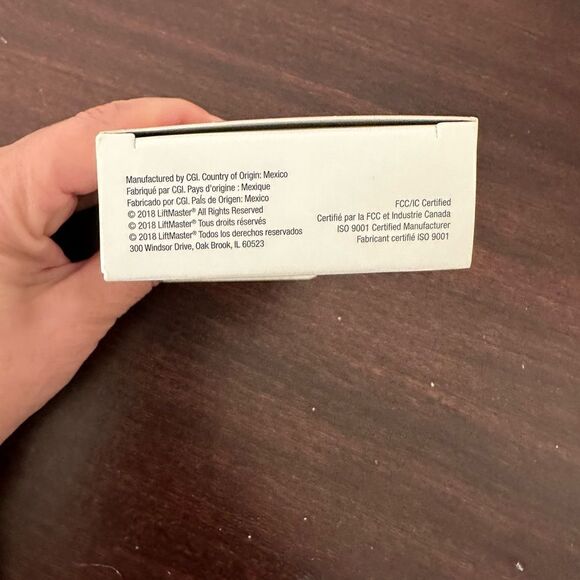 Manufactured by CGI. Country of Origin: Mexico
Fabriqué par CGI. Pays d'origine : Mexique
Fabricado por CGI. País de Origen: Mexico
© 2018 LiftMaster® All Rights Reserved
© 2018 LiftMaster® Tous droits réservés
© 2018 LiftMaster® Todos los derechos reservados
300 Windsor Drive, Oak Brook, IL 60523
FCC/IC Certified
Certifié par la FCC et Industrie Canada
ISO 9001 Certified Manufacturer
Fabricant certifié ISO 9001